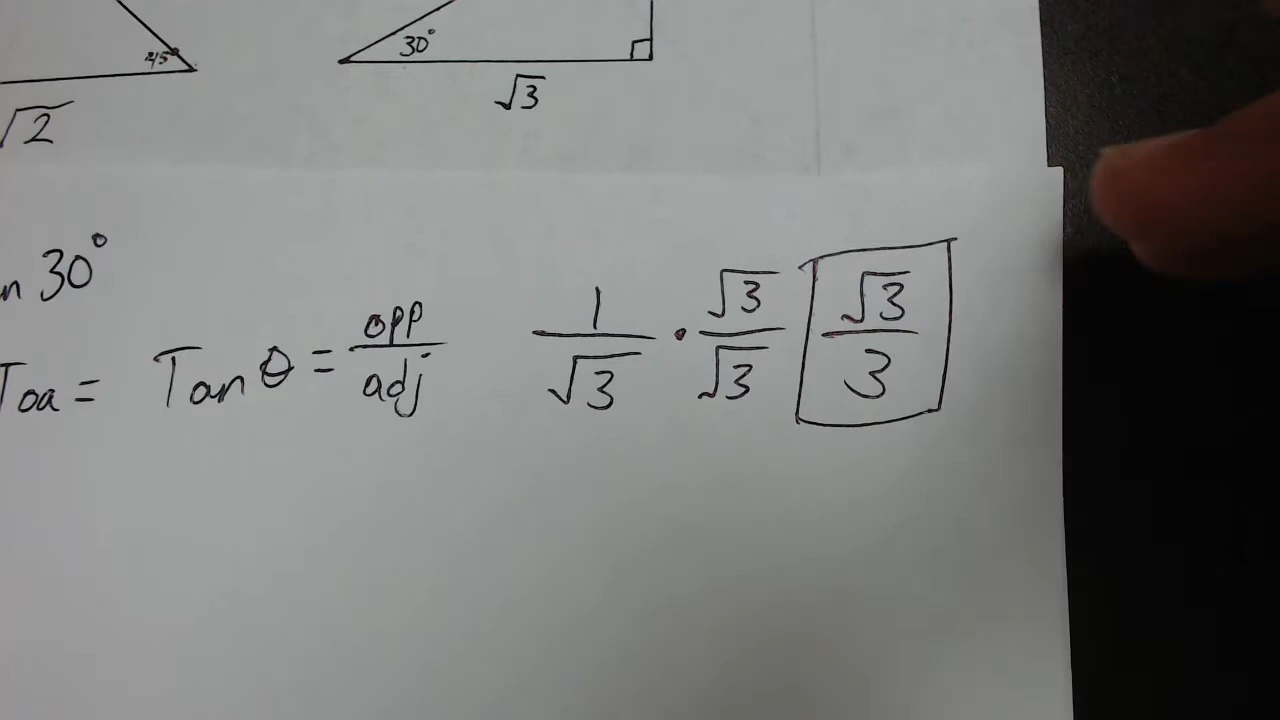 45°
30°
√2
√3
n 30°
Toa = Tan θ = opp/adj
1/√3 · √3/√3
√3/3